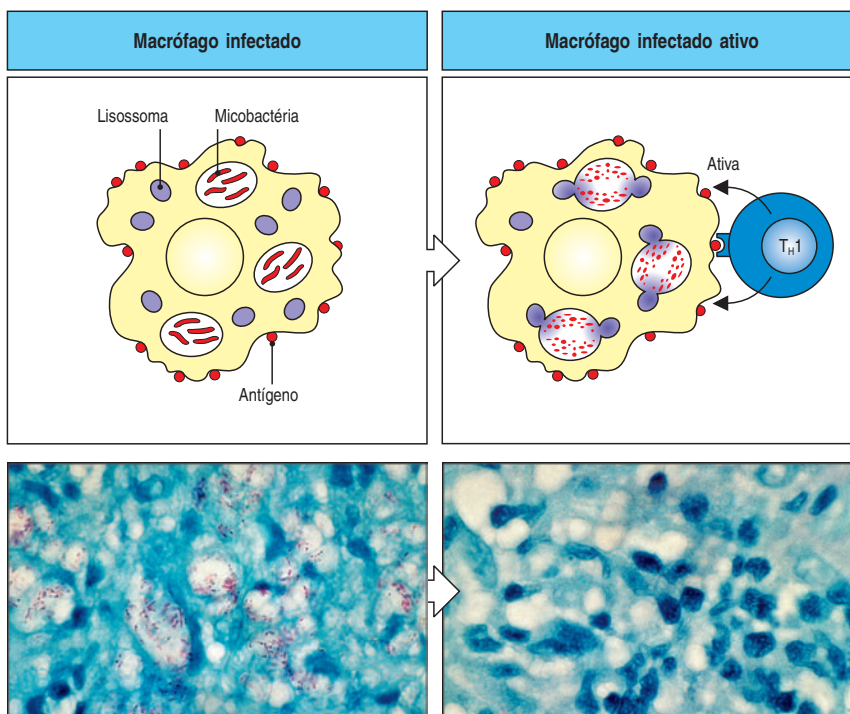 Macrófago infectado
Macrófago infectado ativo
Lisossoma
Micobactéria
Antígeno
Ativa
TH1